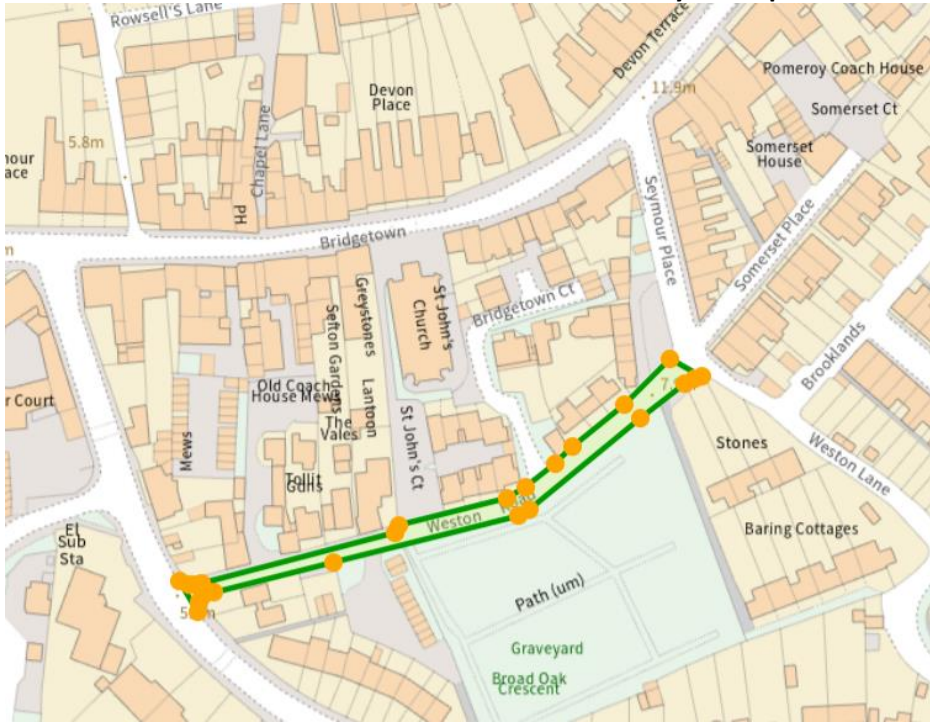 Rowsell'S Lane
Devon Terrace
11.9m
Pomeroy Coach House
Somerset Ct
Devon
Place
5.8m
Chapel Lane
Somerset
House
PH
Seymour Place
Somerset Place
Bridgetown
Greystones
St John's
Church
Bridgetown Ct
Sefton Gardens
Brooklands
Old Coach
House Mews
Lantoon
r Court
The
Vales
St John's Ct
Mews
Stones
Weston Lane
Tollit
Gdns
Weston
Road
El
Sub
Sta
Baring Cottages
Path (um)
Graveyard
Broad Oak
Crescent